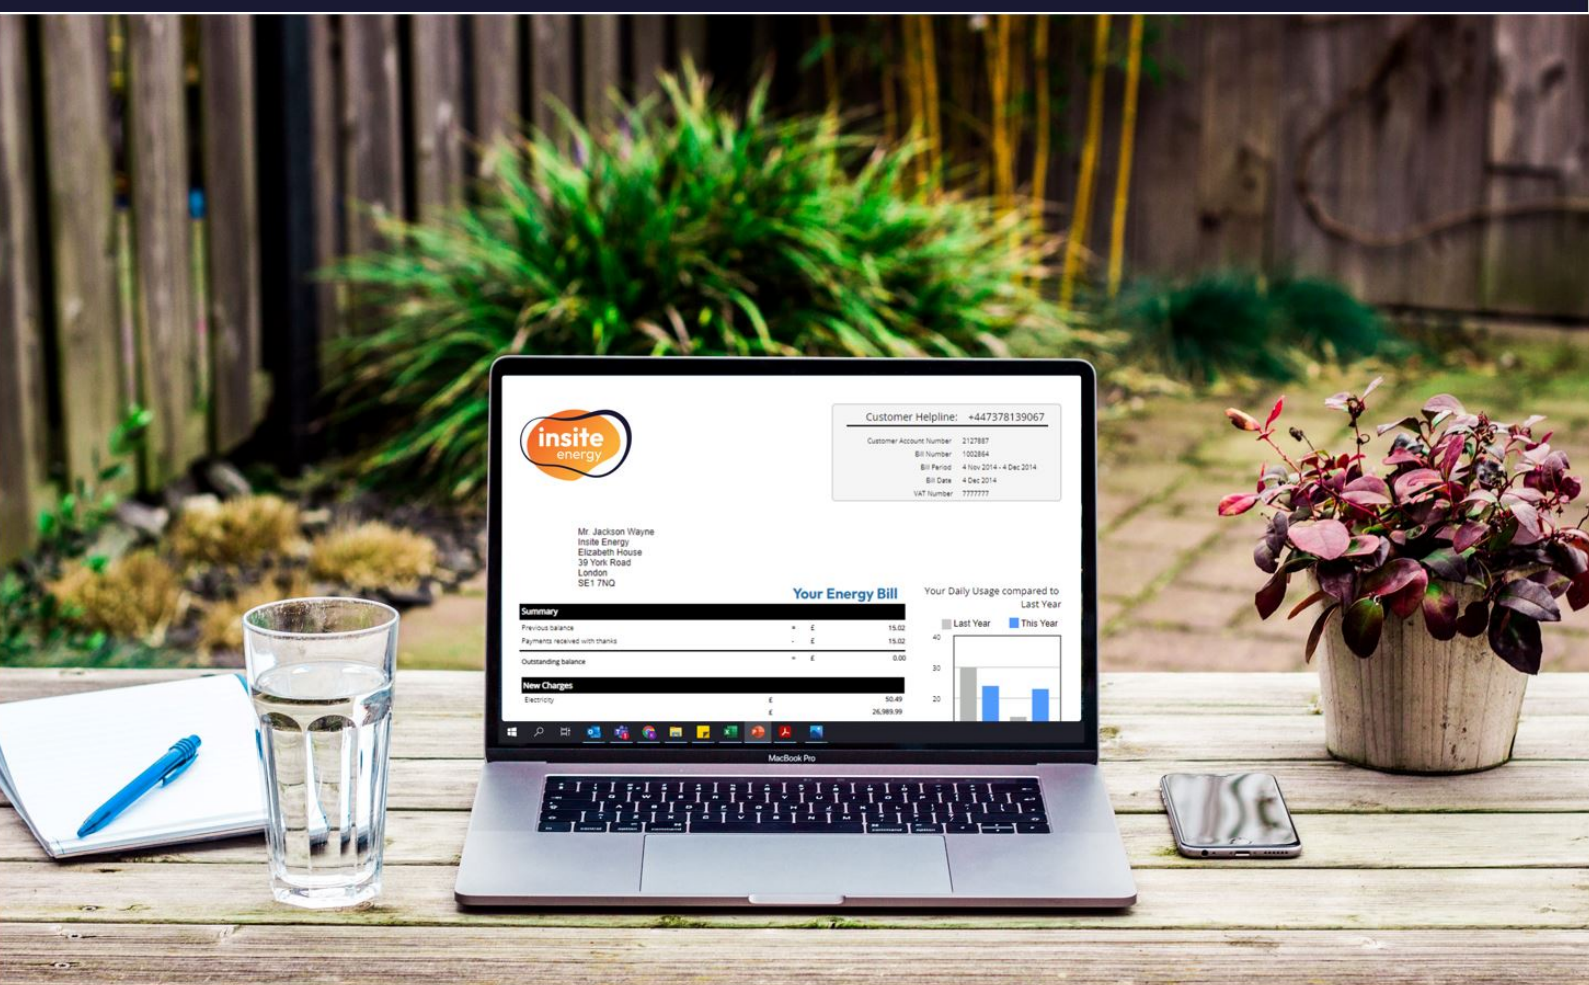 insite
energy
Customer Helpline: +447378139067
Customer Account Number 2127887
Bill Number 1002864
Bill Period 4 Nov 2014 - 4 Dec 2014
Bill Date 4 Dec 2014
VAT Number 7777777
Mr. Jackson Wayne
Insite Energy
Elizabeth House
39 York Road
London
SE1 7NQ
Your Energy Bill
Summary
Previous balance = £ 15.02
Payments received with thanks - £ 15.02
Outstanding balance = £ 0.00
New Charges
Electricity £ 50.49
£ 26,989.99
Your Daily Usage compared to
Last Year
Last Year This Year
40
30
20
MacBook Pro